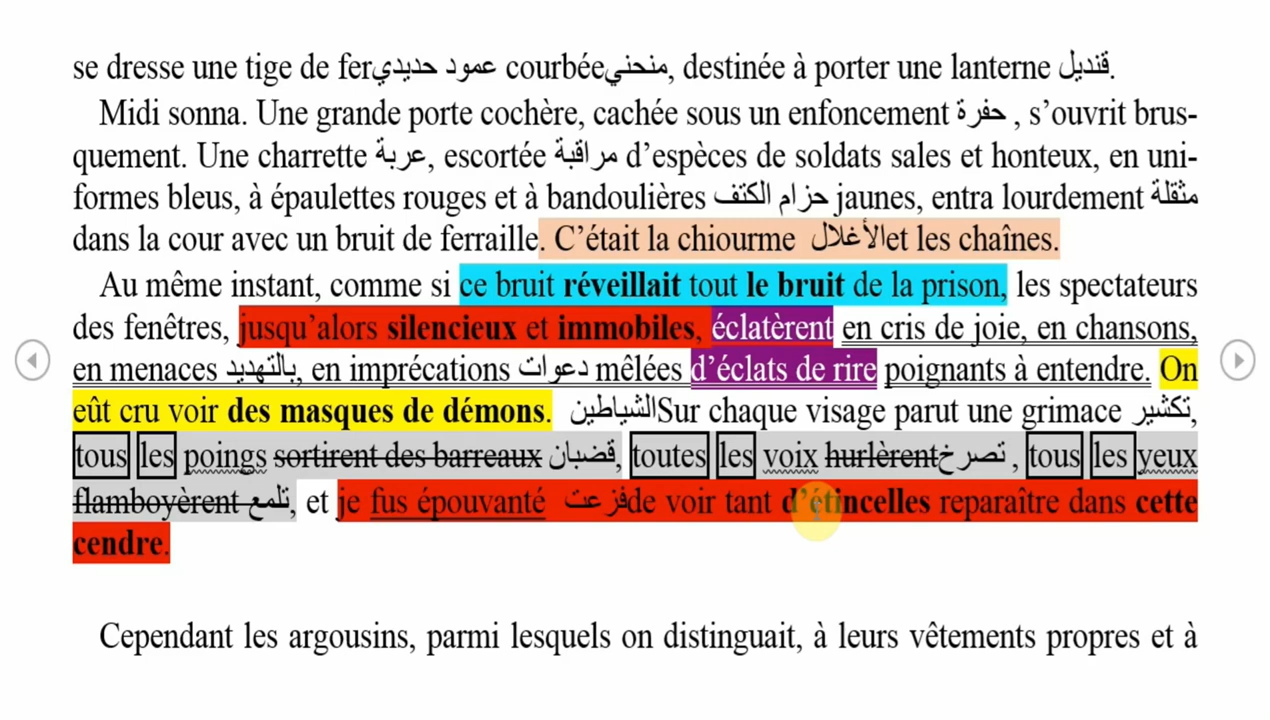 se dresse une tige de ferعمود حديدي courbéeمنحني, destinée à porter une lanterne قنديل.
Midi sonna. Une grande porte cochère, cachée sous un enfoncement حفرة , s’ouvrit brus-
quement. Une charrette عربة, escortée مراقبة d’espèces de soldats sales et honteux, en uni-
formes bleus, à épaulettes rouges et à bandoulières حزام الكتف jaunes, entra lourdement مثقلة
dans la cour avec un bruit de ferraille. C’était la chiourme الأغلالet les chaînes.
Au même instant, comme si ce bruit réveillait tout le bruit de la prison, les spectateurs
des fenêtres, jusqu’alors silencieux et immobiles, éclatèrent en cris de joie, en chansons,
en menaces بالتهديد, en imprécations دعوات mêlées d’éclats de rire poignants à entendre. On
eût cru voir des masques de démons. الشياطينSur chaque visage parut une grimace تكشير,
tous les poings sortirent des barreaux قضبان, toutes les voix hurlèrentتصرخ , tous les yeux
flamboyèrent تلمع, et je fus épouvanté فزعتde voir tant d’étincelles reparaître dans cette
cendre.
Cependant les argousins, parmi lesquels on distinguait, à leurs vêtements propres et à